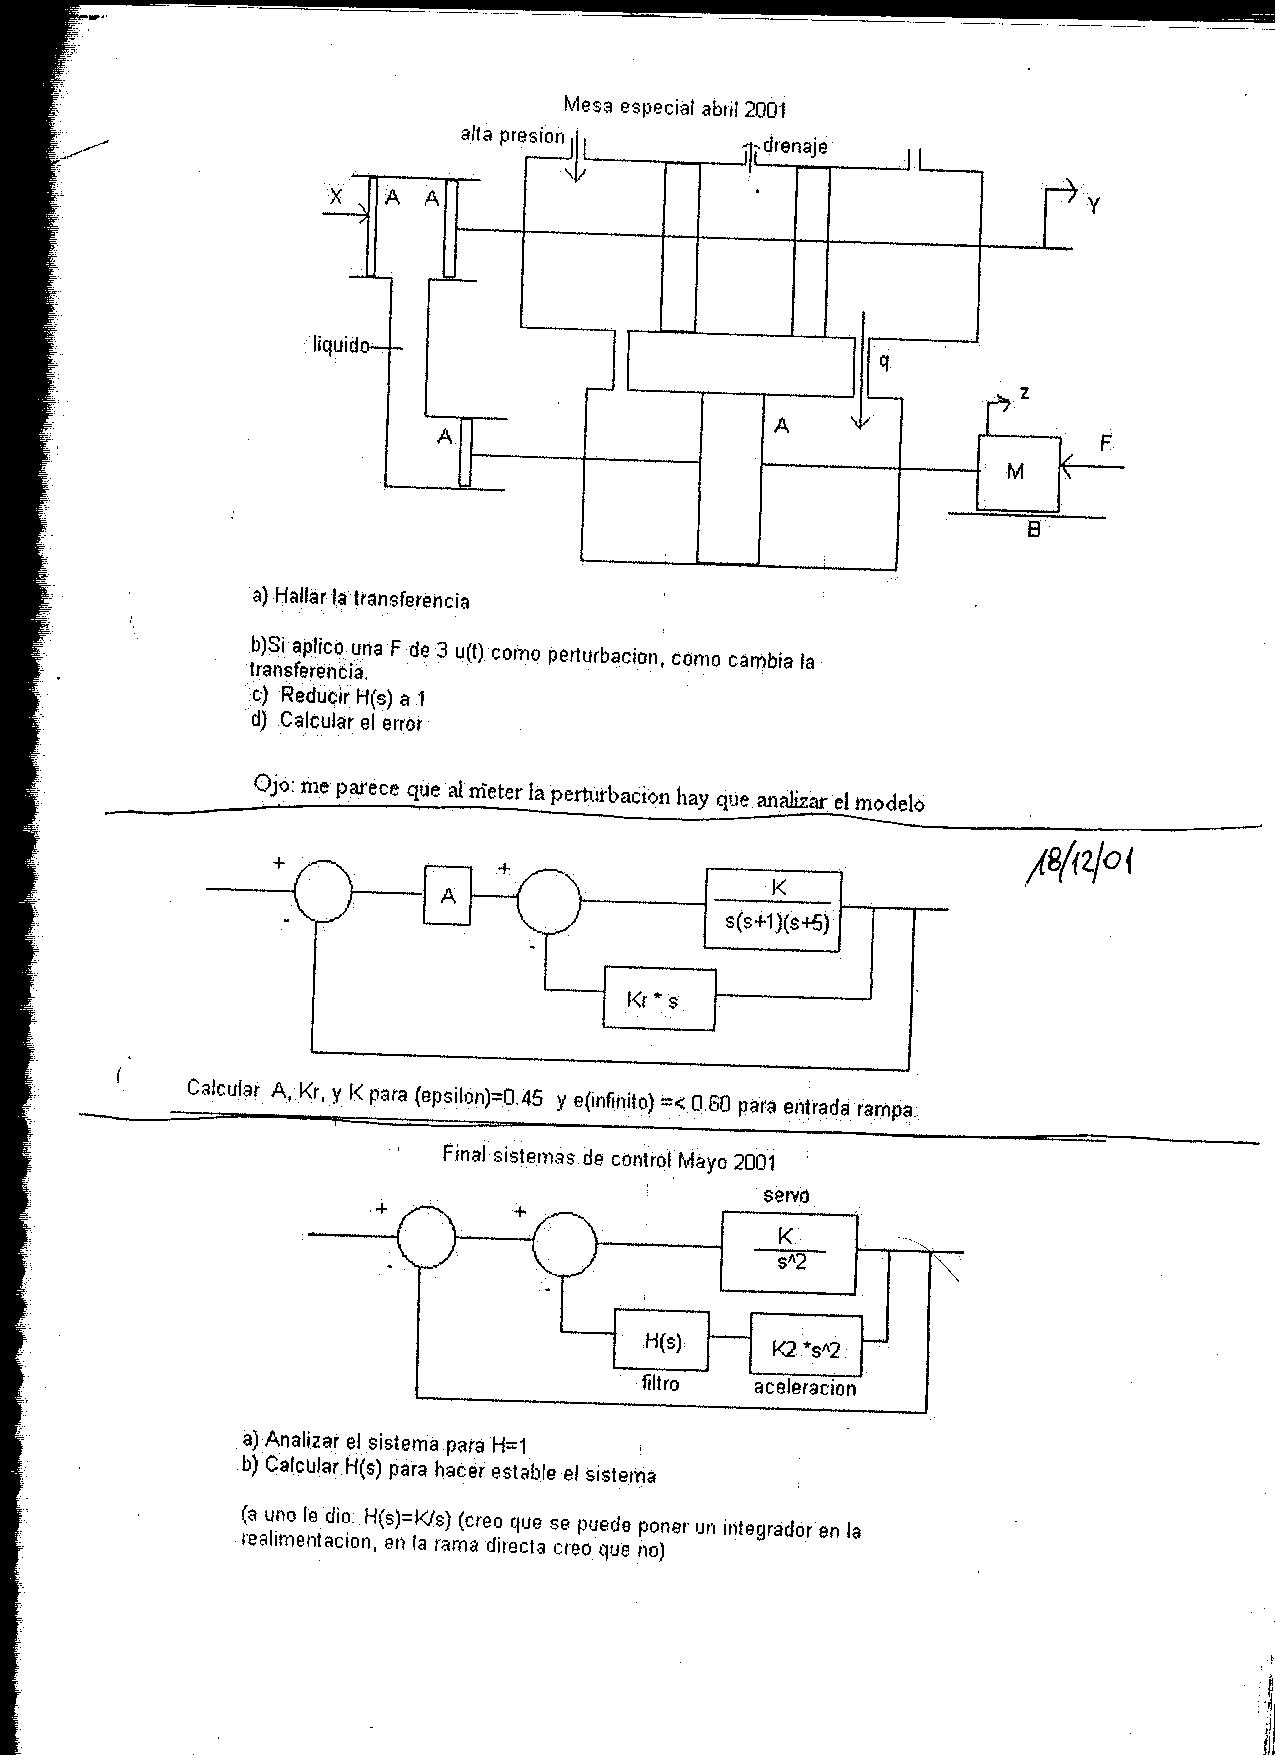 Mesa especial abril 2001
alta presion
drenaje
X
A
A
Y
liquido
q
A
A
z
F
M
B
a) Hallar la transferencia
b)Si aplico una F de 3 u(t) como perturbacion, como cambia la
transferencia.
c) Reducir H(s) a 1
d) Calcular el error
Ojo: me parece que al meter la perturbacion hay que analizar el modelo
18/12/01
+
-
A
+
-
K
s(s+1)(s+5)
Kr * s
Calcular A, Kr, y K para (epsilon)=0.45 y e(infinito) =< 0.60 para entrada rampa.
Final sistemas de control Mayo 2001
servo
+
-
+
-
K
s^2
H(s)
K2 *s^2
filtro
aceleracion
a) Analizar el sistema para H=1
b) Calcular H(s) para hacer estable el sistema
(a uno le dio: H(s)=K/s) (creo que se puede poner un integrador en la
realimentacion, en la rama directa creo que no)